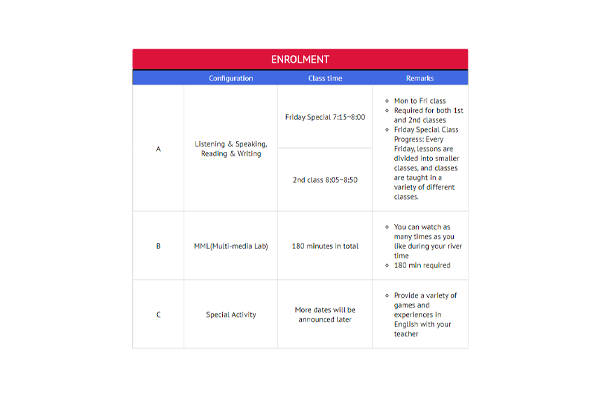 ENROLMENT
Configuration Class time Remarks
A
Listening & Speaking,
Reading & Writing
Friday Special 7:15~8:00
2nd class 8:05~8:50
Mon to Fri class
Required for both 1st
and 2nd classes
Friday Special Class
Progress: Every
Friday, lessons are
divided into smaller
classes, and classes
are taught in a
variety of different
classes.
B
MML(Multi-media Lab)
180 minutes in total
You can watch as
many times as you
like during your river
time
180 min required
C
Special Activity
More dates will be
announced later
Provide a variety of
games and
experiences in
English with your
teacher